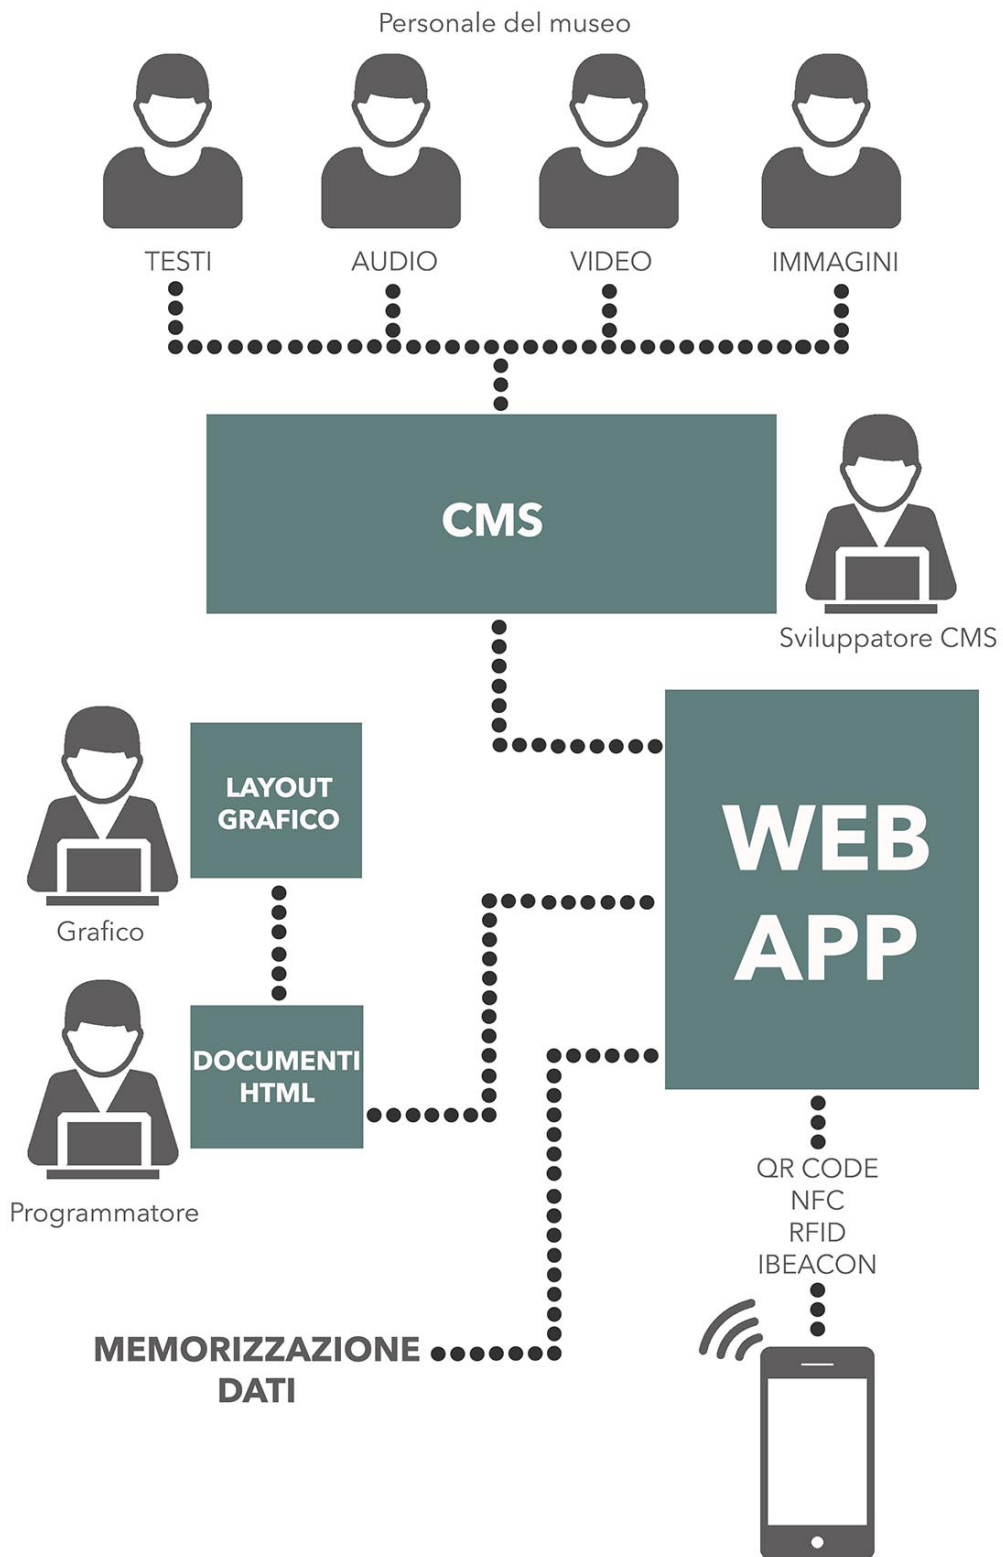 Personale del museo
TESTI
AUDIO
VIDEO
IMMAGINI
CMS
Sviluppatore CMS
LAYOUT
GRAFICO
Grafico
WEB
APP
DOCUMENTI
HTML
Programmatore
QR CODE
NFC
RFID
IBEACON
MEMORIZZAZIONE
DATI